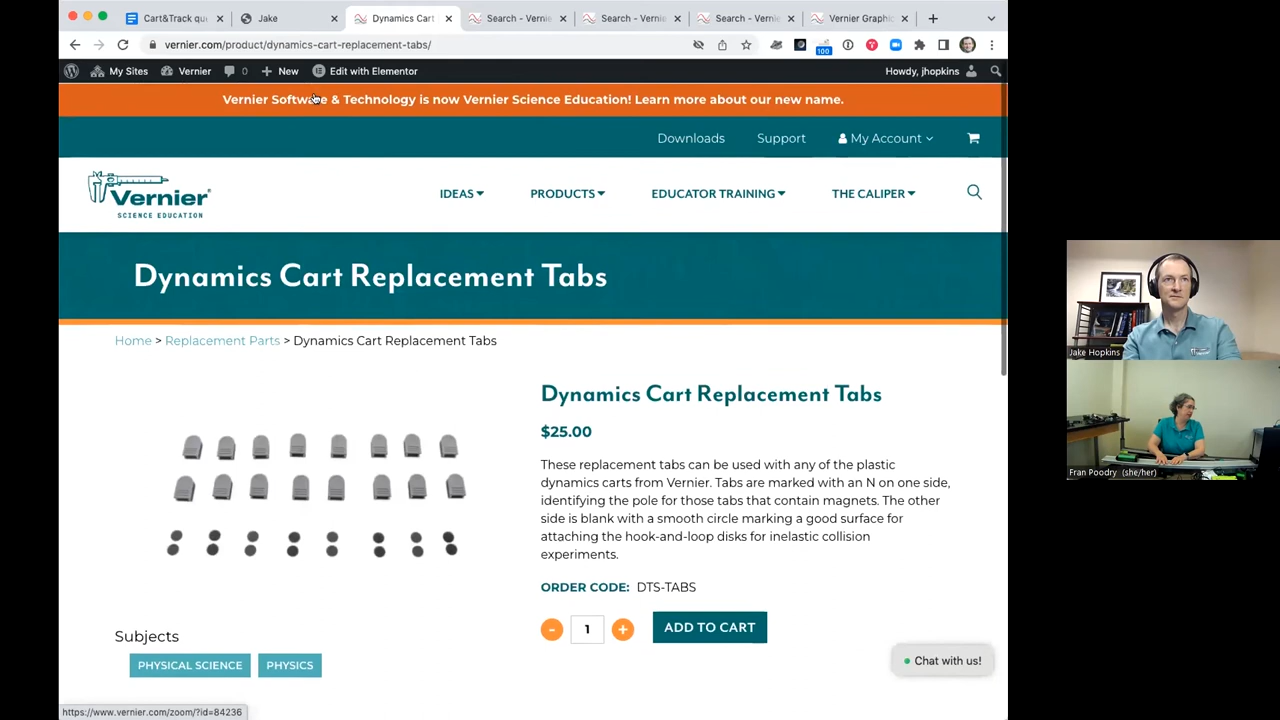 Cart&Track qu
Jake
Dynamics Cart
Search - Vernie
Search - Vernie
Search - Vernie
Vernier Graphic
vernier.com/product/dynamics-cart-replacement-tabs/
100
My Sites
Vernier
0
New
Edit with Elementor
Howdy, jhopkins
Vernier Software & Technology is now Vernier Science Education! Learn more about our new name.
Downloads
Support
My Account
Vernier®
SCIENCE EDUCATION
IDEAS
PRODUCTS
EDUCATOR TRAINING
THE CALIPER
Dynamics Cart Replacement Tabs
Home > Replacement Parts > Dynamics Cart Replacement Tabs
Dynamics Cart Replacement Tabs
$25.00
These replacement tabs can be used with any of the plastic
dynamics carts from Vernier. Tabs are marked with an N on one side,
identifying the pole for those tabs that contain magnets. The other
side is blank with a smooth circle marking a good surface for
attaching the hook-and-loop disks for inelastic collision
experiments.
ORDER CODE: DTS-TABS
- 1 +
ADD TO CART
Subjects
PHYSICAL SCIENCE
PHYSICS
Chat with us!
https://www.vernier.com/zoom/?id=84236
Jake Hopkins
Fran Poodry (she/her)